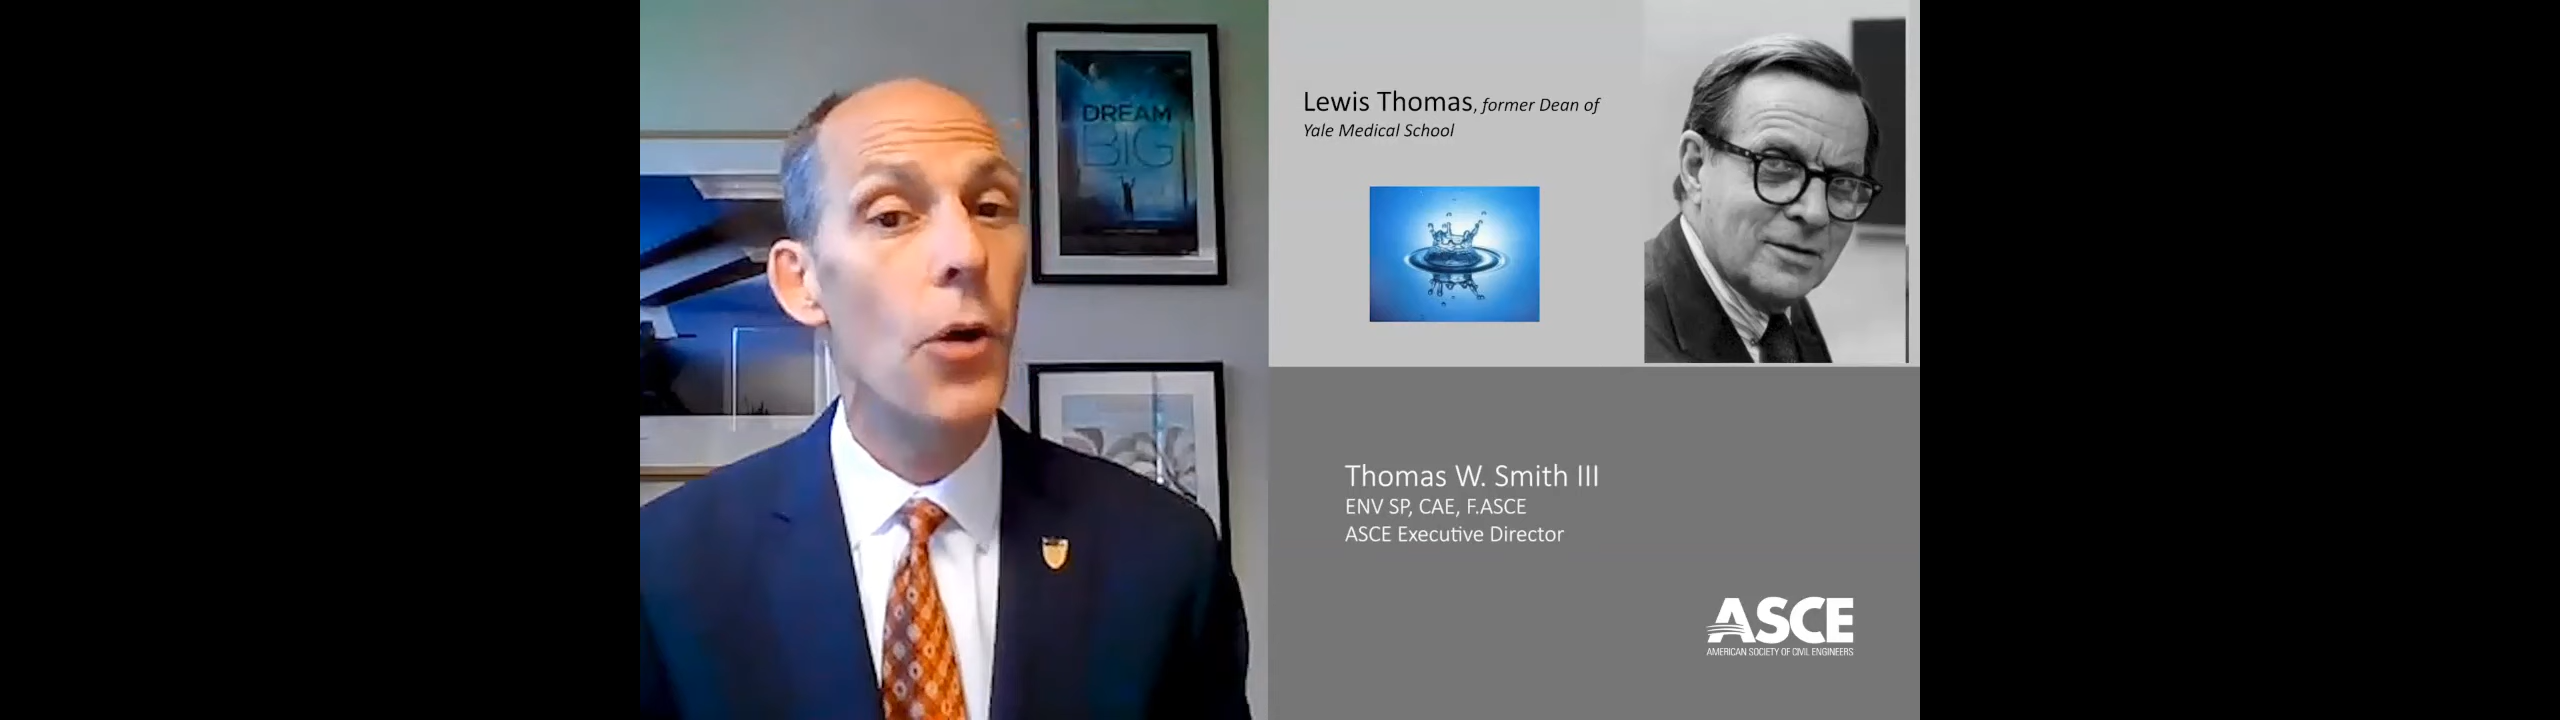 DREAM
BIG
Lewis Thomas, former Dean of
Yale Medical School
Thomas W. Smith III
ENV SP, CAE, F.ASCE
ASCE Executive Director
ASCE
AMERICAN SOCIETY OF CIVIL ENGINEERS